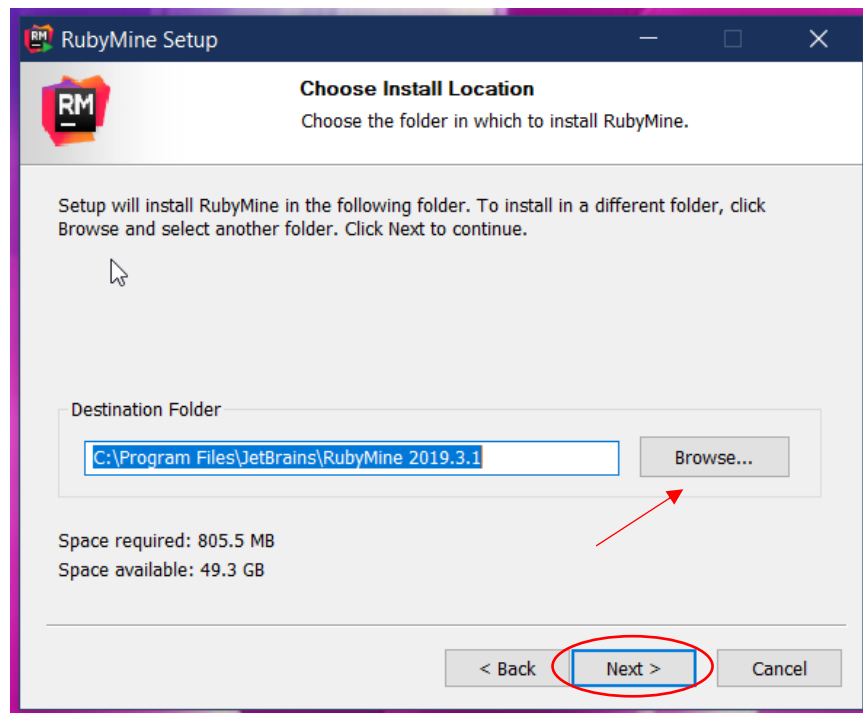 RubyMine Setup
RM
Choose Install Location
Choose the folder in which to install RubyMine.
Setup will install RubyMine in the following folder. To install in a different folder, click
Browse and select another folder. Click Next to continue.
Destination Folder
C:\Program Files\JetBrains\RubyMine 2019.3.1
Browse...
Space required: 805.5 MB
Space available: 49.3 GB
< Back Next > Cancel